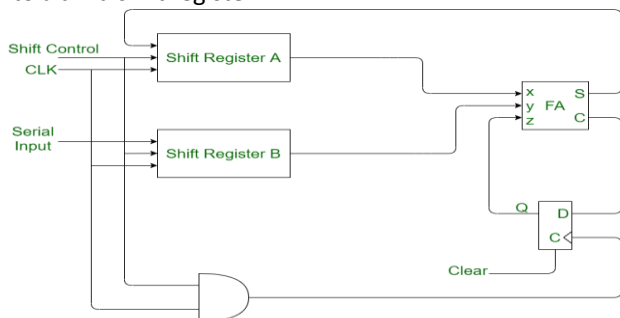 Shift Control
CLK
Shift Register A
Serial
Input
Shift Register B
x
y
z
FA
S
C
Q
D
C
Clear